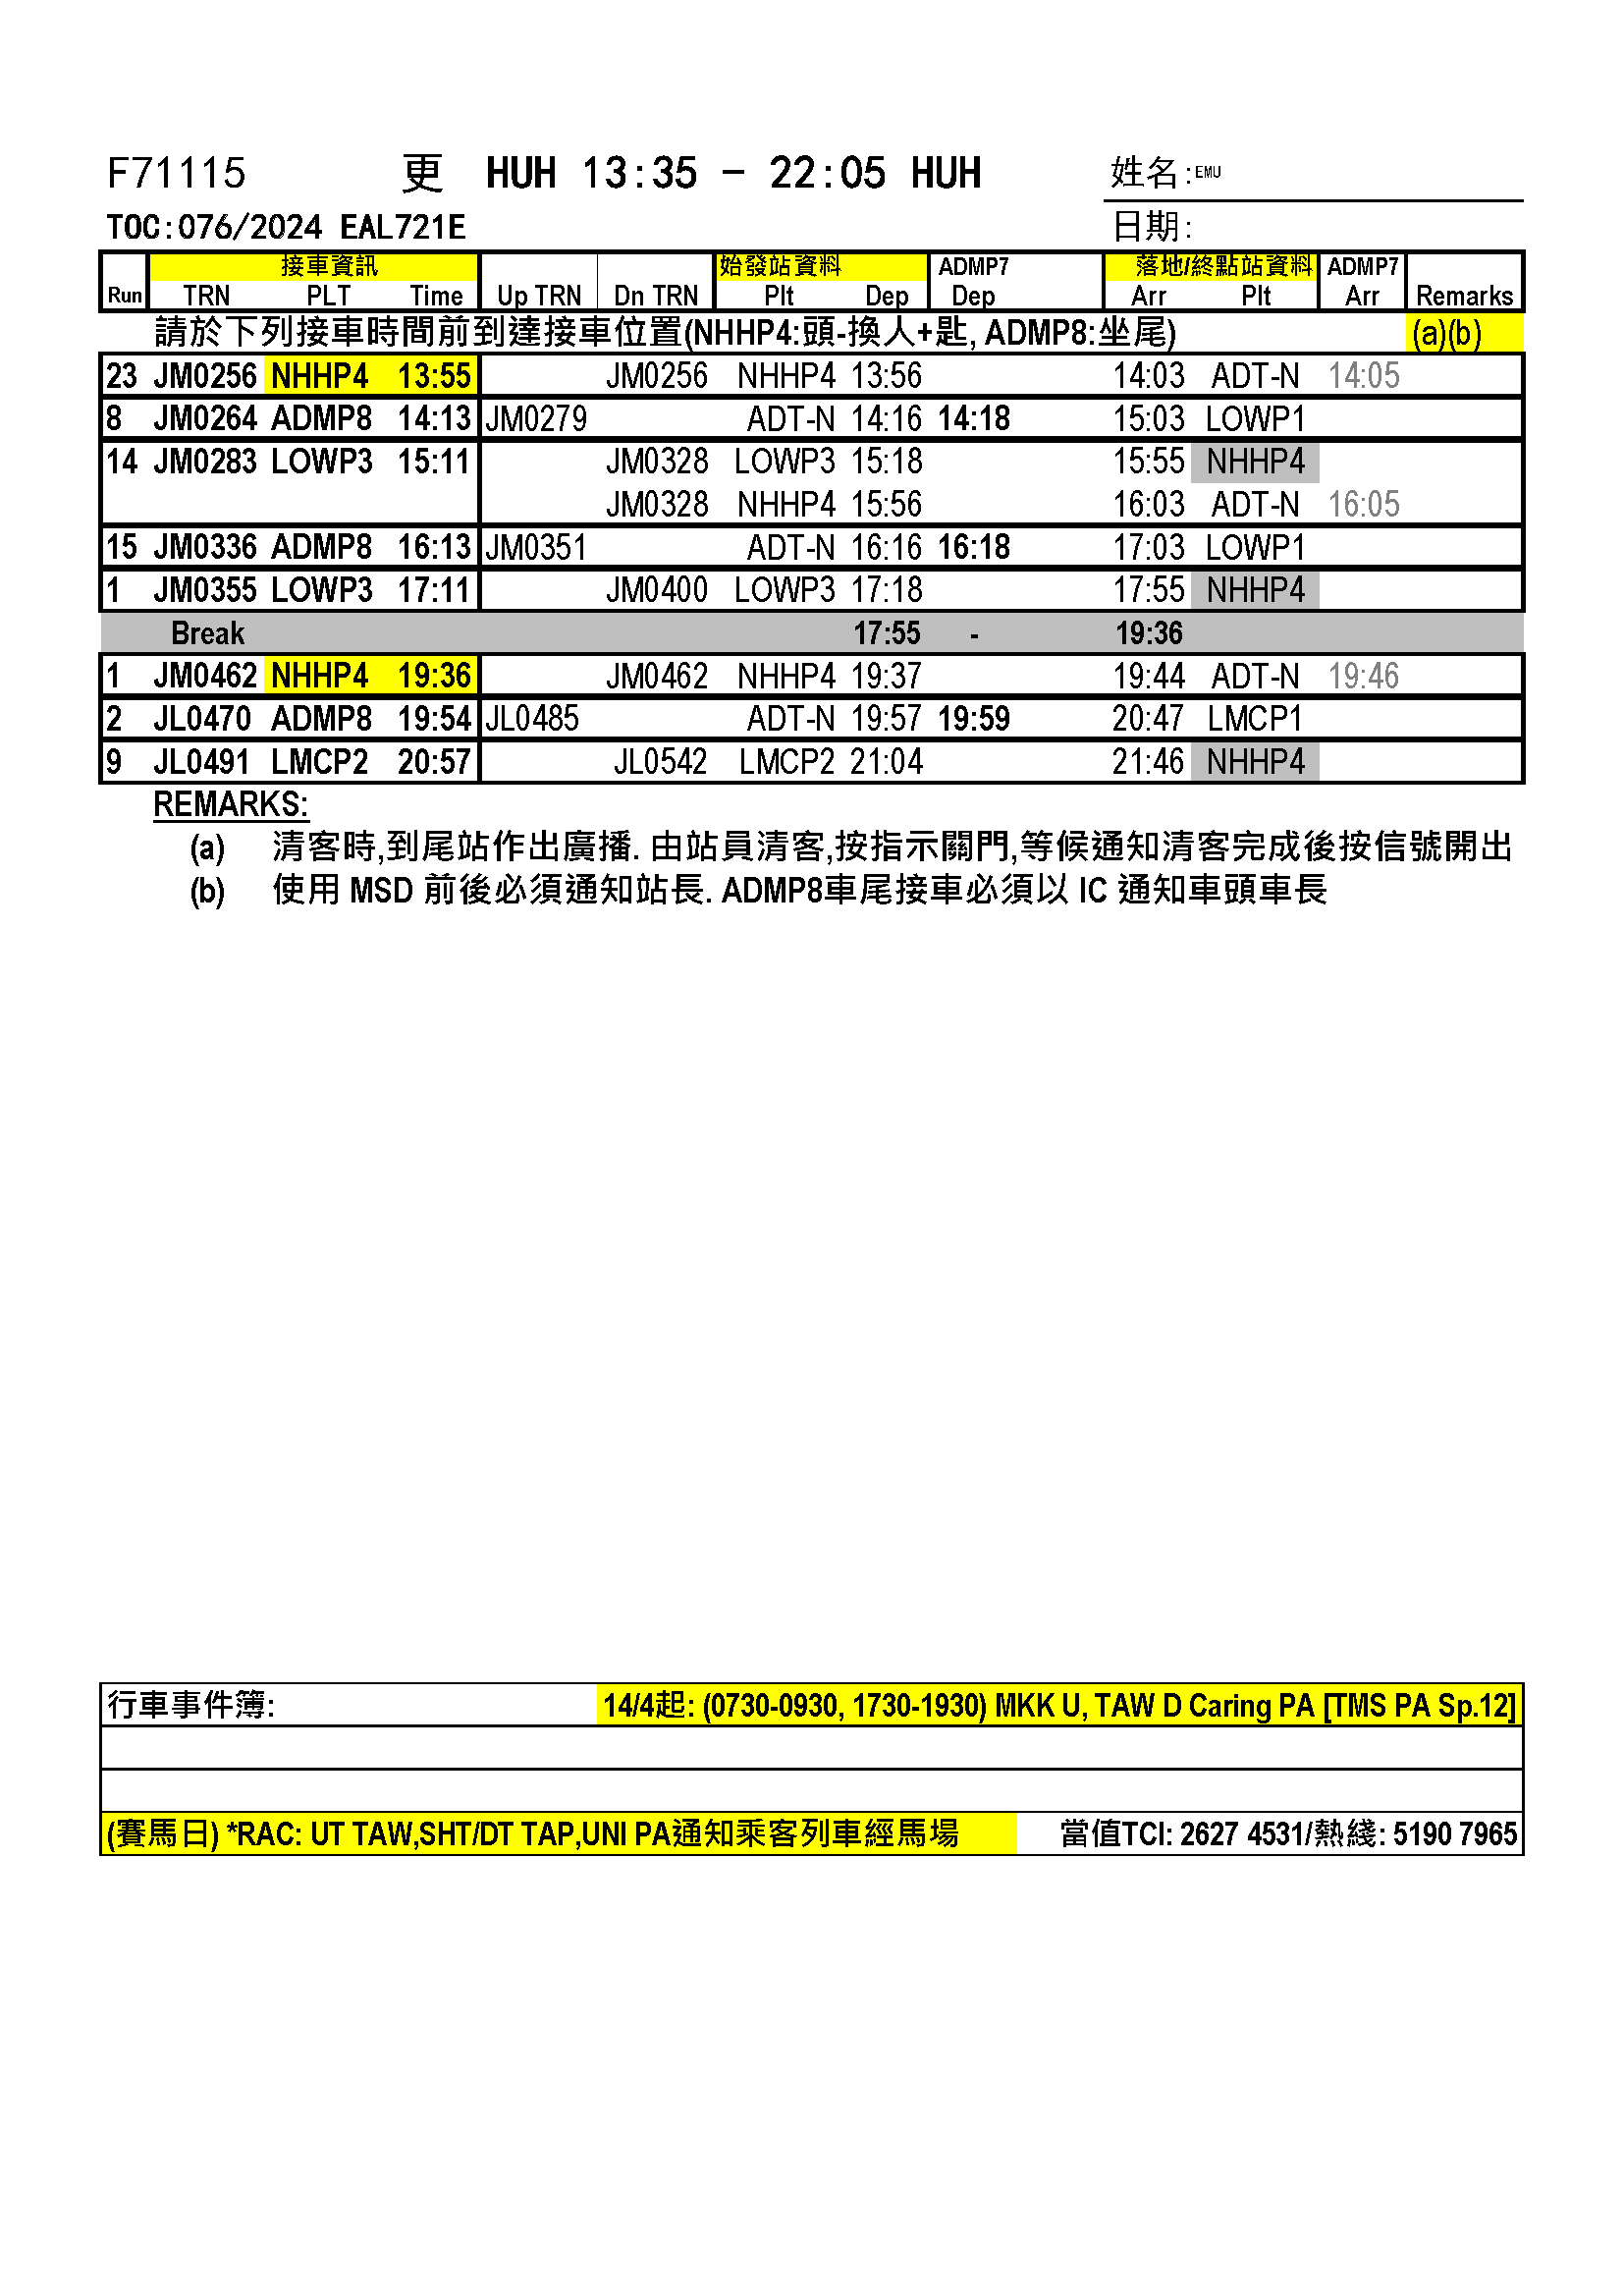 F71115 更 HUH 13:35 - 22:05 HUH 姓名:EMU
TOC:076/2024 EAL721E 日期:
接車資訊 始發站資料 ADMP7 落地/終點站資料 ADMP7
Run TRN PLT Time Up TRN Dn TRN Plt Dep Dep Arr Plt Arr Remarks
請於下列接車時間前到達接車位置(NHHP4:頭-換人+匙, ADMP8:坐尾) (a)(b)
23 JM0256 NHHP4 13:55 JM0256 NHHP4 13:56 14:03 ADT-N 14:05
8 JM0264 ADMP8 14:13 JM0279 ADT-N 14:16 14:18 15:03 LOWP1
14 JM0283 LOWP3 15:11 JM0328 LOWP3 15:18 15:55 NHHP4
JM0328 NHHP4 15:56 16:03 ADT-N 16:05
15 JM0336 ADMP8 16:13 JM0351 ADT-N 16:16 16:18 17:03 LOWP1
1 JM0355 LOWP3 17:11 JM0400 LOWP3 17:18 17:55 NHHP4
Break 17:55 - 19:36
1 JM0462 NHHP4 19:36 JM0462 NHHP4 19:37 19:44 ADT-N 19:46
2 JL0470 ADMP8 19:54 JL0485 ADT-N 19:57 19:59 20:47 LMCP1
9 JL0491 LMCP2 20:57 JL0542 LMCP2 21:04 21:46 NHHP4
REMARKS:
(a) 清客時,到尾站作出廣播. 由站員清客,按指示關門,等候通知清客完成後按信號開出
(b) 使用 MSD 前後必須通知站長. ADMP8車尾接車必須以 IC 通知車頭車長
行車事件簿: 14/4起: (0730-0930, 1730-1930) MKK U, TAW D Caring PA [TMS PA Sp.12]
(賽馬日) *RAC: UT TAW,SHT/DT TAP,UNI PA通知乘客列車經馬場 當值TCI: 2627 4531/熱綫: 5190 7965